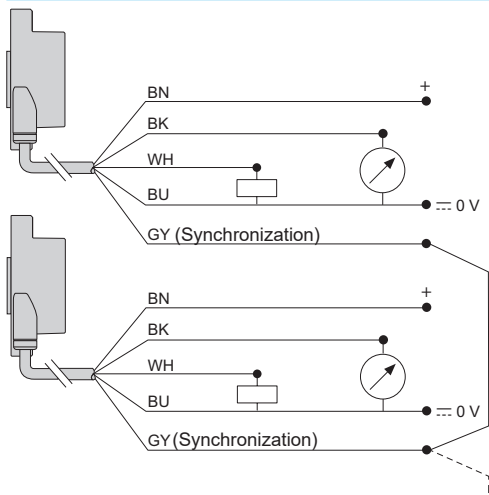 BN
+
BK
WH
BU
⎓ 0 V
GY (Synchronization)
BN
+
BK
WH
BU
⎓ 0 V
GY (Synchronization)